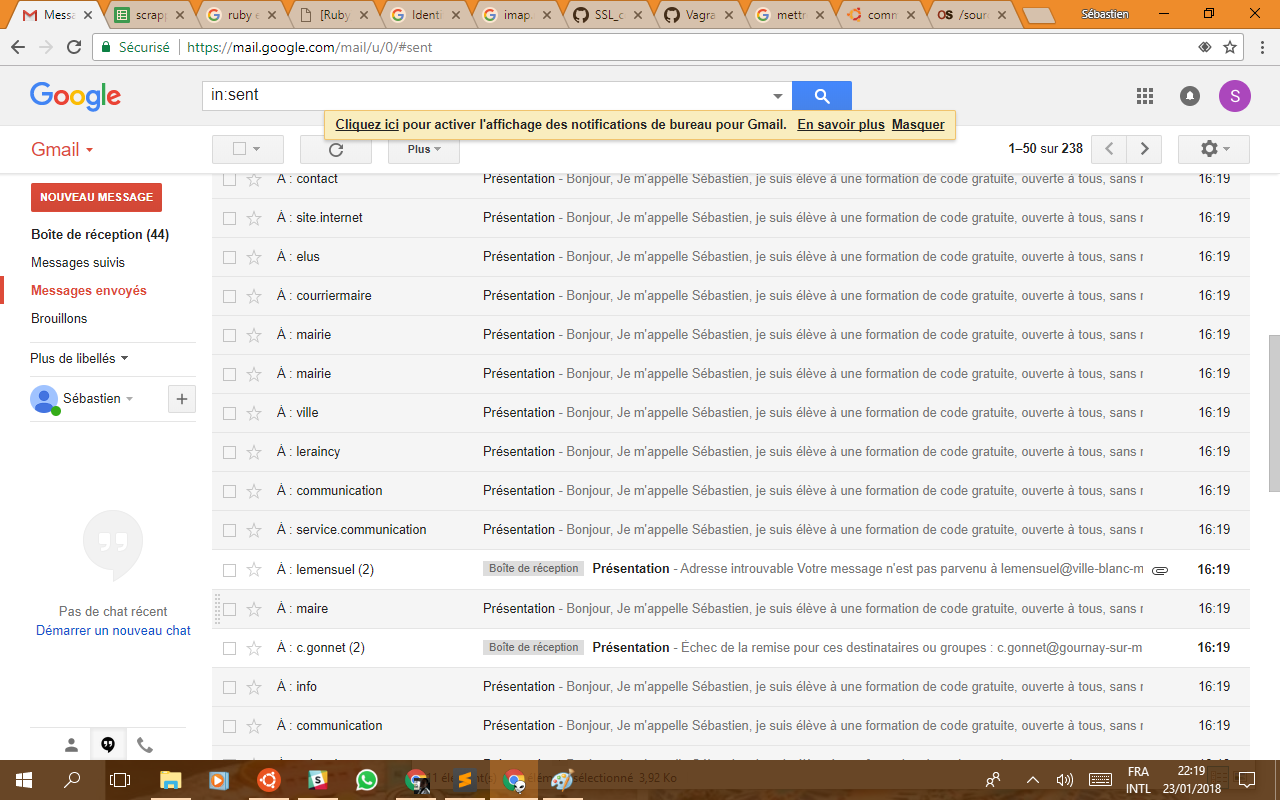 Messa
scrapp
ruby e
[Ruby
Identi
imap.
SSL_c
Vagra
mettr
comm
OS /sour
Sébastien
Sécurisé https://mail.google.com/mail/u/0/#sent
Google
in:sent
S
Cliquez ici pour activer l'affichage des notifications de bureau pour Gmail. En savoir plus Masquer
Gmail
Plus
1–50 sur 238
NOUVEAU MESSAGE
Boîte de réception (44)
Messages suivis
Messages envoyés
Brouillons
Plus de libellés
Sébastien
Pas de chat récent
Démarrer un nouveau chat
À : contact Présentation - Bonjour, Je m'appelle Sébastien, je suis élève à une formation de code gratuite, ouverte à tous, sans r 16:19
À : site.internet Présentation - Bonjour, Je m'appelle Sébastien, je suis élève à une formation de code gratuite, ouverte à tous, sans r 16:19
À : elus Présentation - Bonjour, Je m'appelle Sébastien, je suis élève à une formation de code gratuite, ouverte à tous, sans r 16:19
À : courriermaire Présentation - Bonjour, Je m'appelle Sébastien, je suis élève à une formation de code gratuite, ouverte à tous, sans r 16:19
À : mairie Présentation - Bonjour, Je m'appelle Sébastien, je suis élève à une formation de code gratuite, ouverte à tous, sans r 16:19
À : mairie Présentation - Bonjour, Je m'appelle Sébastien, je suis élève à une formation de code gratuite, ouverte à tous, sans r 16:19
À : ville Présentation - Bonjour, Je m'appelle Sébastien, je suis élève à une formation de code gratuite, ouverte à tous, sans r 16:19
À : leraincy Présentation - Bonjour, Je m'appelle Sébastien, je suis élève à une formation de code gratuite, ouverte à tous, sans r 16:19
À : communication Présentation - Bonjour, Je m'appelle Sébastien, je suis élève à une formation de code gratuite, ouverte à tous, sans r 16:19
À : service.communication Présentation - Bonjour, Je m'appelle Sébastien, je suis élève à une formation de code gratuite, ouverte à tous, sans r 16:19
À : lemensuel (2) Boîte de réception Présentation - Adresse introuvable Votre message n'est pas parvenu à lemensuel@ville-blanc-m 16:19
À : maire Présentation - Bonjour, Je m'appelle Sébastien, je suis élève à une formation de code gratuite, ouverte à tous, sans r 16:19
À : c.gonnet (2) Boîte de réception Présentation - Échec de la remise pour ces destinataires ou groupes : c.gonnet@gournay-sur-m 16:19
À : info Présentation - Bonjour, Je m'appelle Sébastien, je suis élève à une formation de code gratuite, ouverte à tous, sans r 16:19
À : communication Présentation - Bonjour, Je m'appelle Sébastien, je suis élève à une formation de code gratuite, ouverte à tous, sans r 16:19
sélectionné 3,92 Ko
FRA
INTL
22:19
23/01/2018